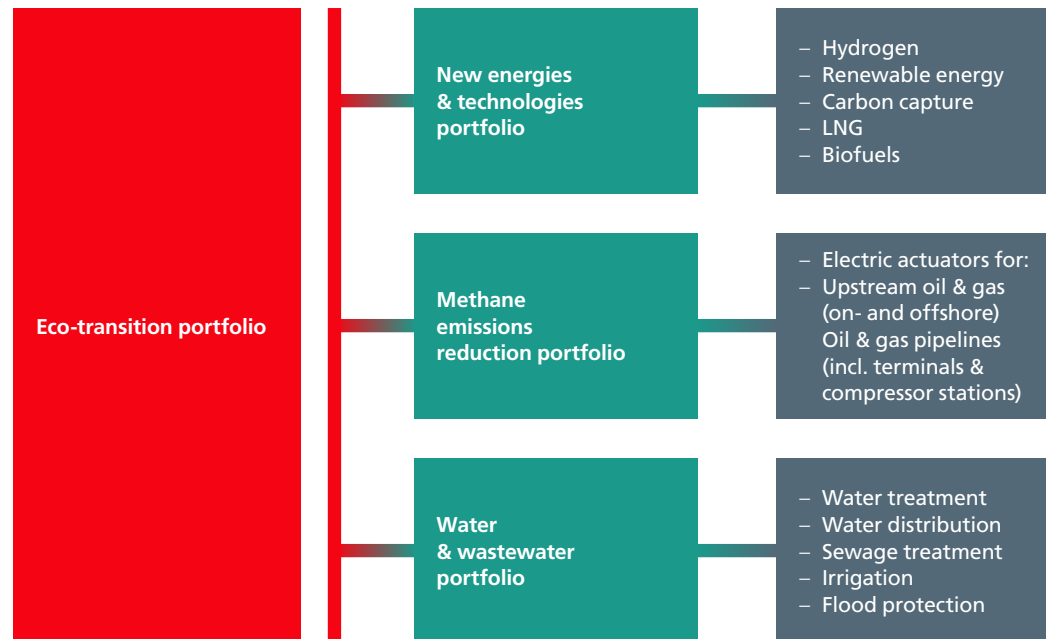 Eco-transition portfolio
New energies
& technologies
portfolio
– Hydrogen
– Renewable energy
– Carbon capture
– LNG
– Biofuels
Methane
emissions
reduction portfolio
– Electric actuators for:
– Upstream oil & gas
(on- and offshore)
Oil & gas pipelines
(incl. terminals &
compressor stations)
Water
& wastewater
portfolio
– Water treatment
– Water distribution
– Sewage treatment
– Irrigation
– Flood protection